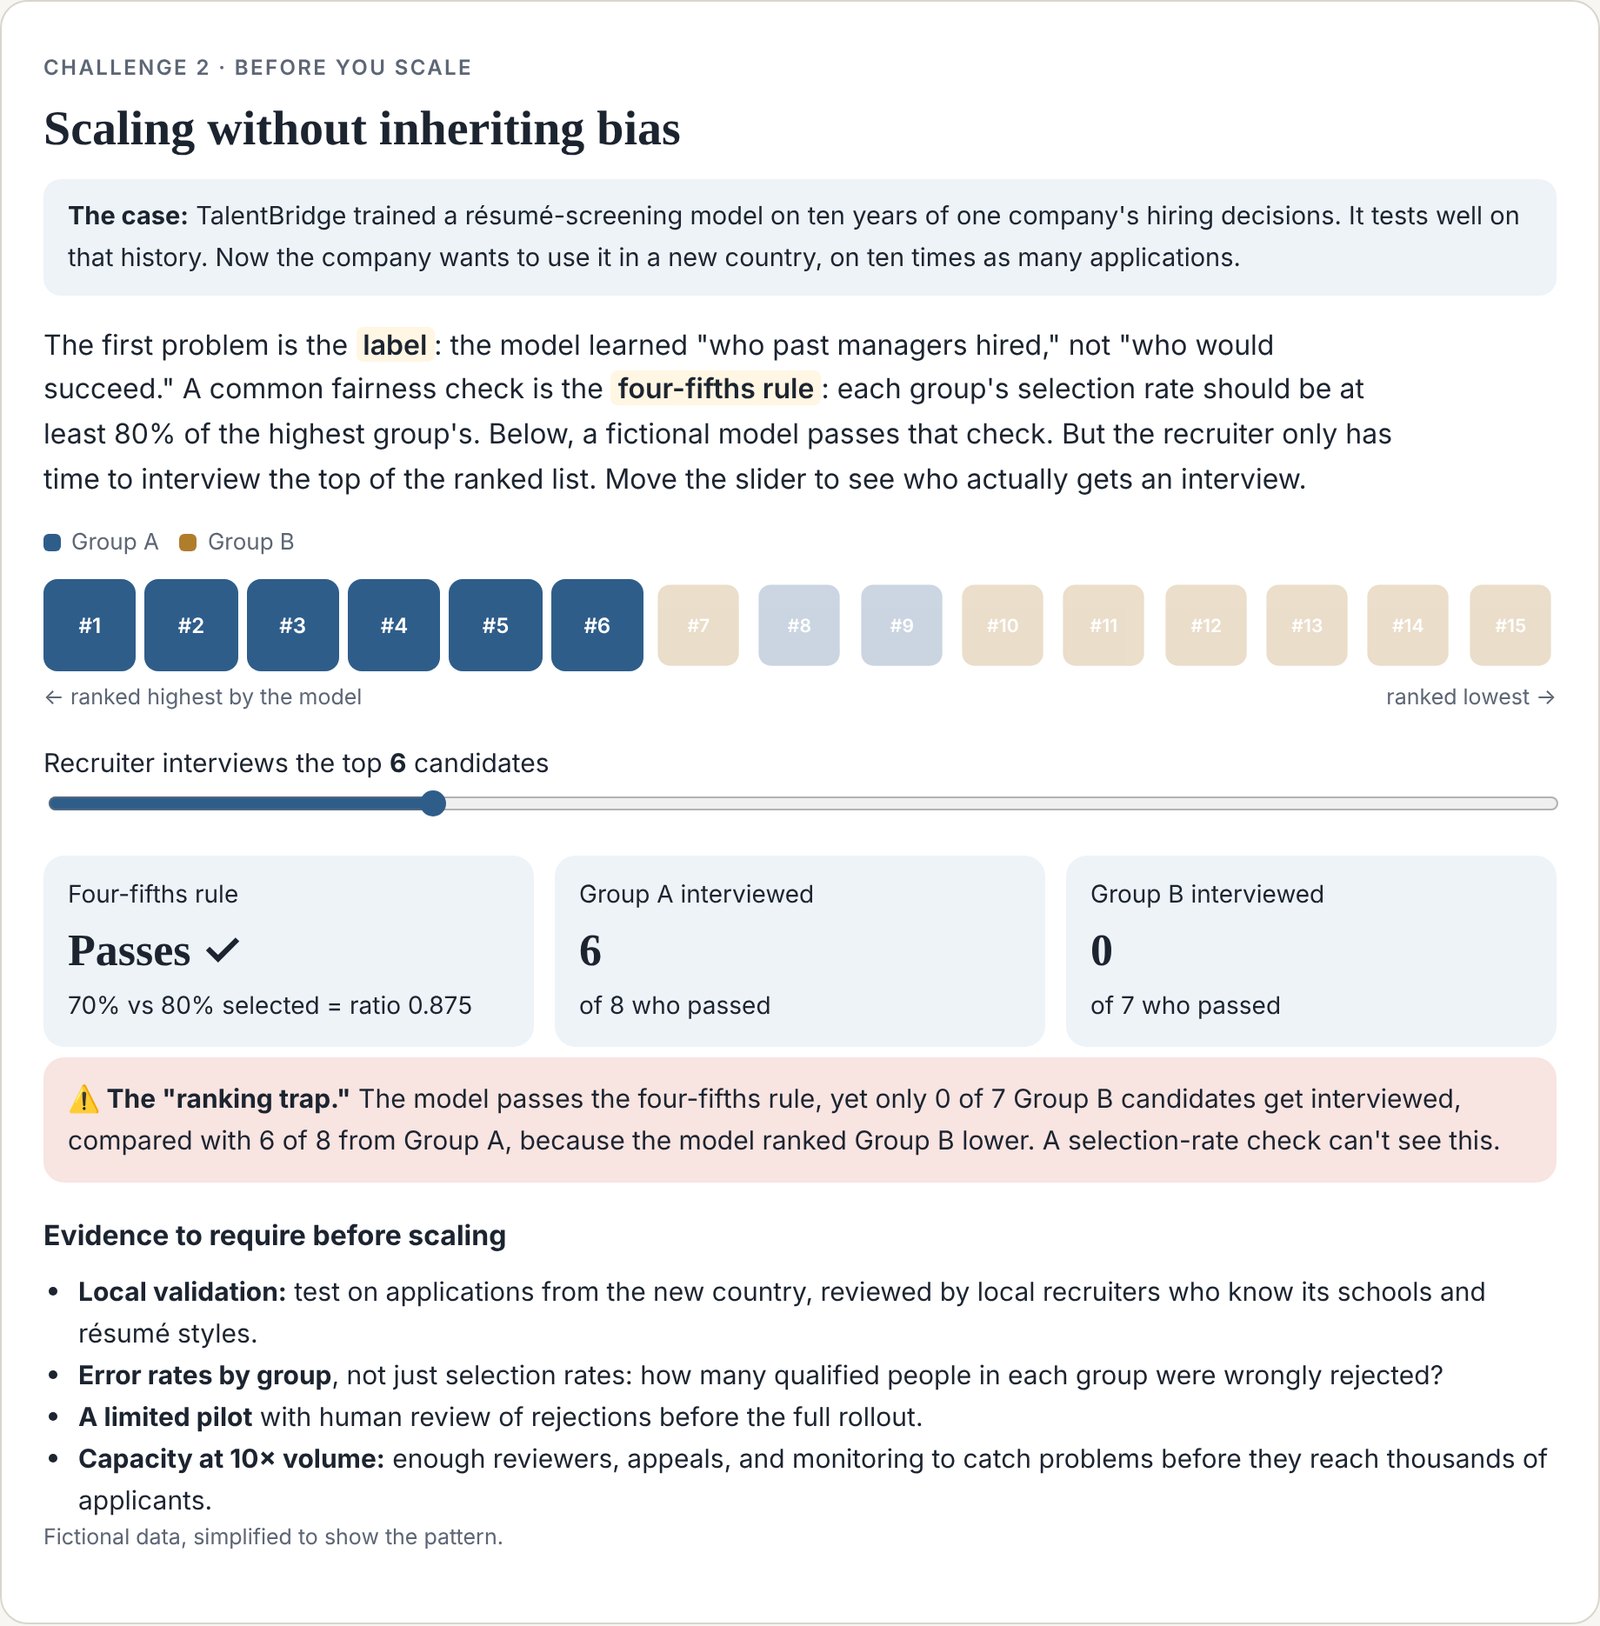 CHALLENGE 2 · BEFORE YOU SCALE
Scaling without inheriting bias
The case: TalentBridge trained a résumé-screening model on ten years of one company's hiring decisions. It tests well on
that history. Now the company wants to use it in a new country, on ten times as many applications.
The first problem is the label: the model learned "who past managers hired," not "who would
succeed." A common fairness check is the four-fifths rule: each group's selection rate should be at
least 80% of the highest group's. Below, a fictional model passes that check. But the recruiter only has
time to interview the top of the ranked list. Move the slider to see who actually gets an interview.
Group A Group B
#1 #2 #3 #4 #5 #6 #7 #8 #9 #10 #11 #12 #13 #14 #15
← ranked highest by the model ranked lowest →
Recruiter interviews the top 6 candidates
Four-fifths rule
Passes ✓
70% vs 80% selected = ratio 0.875
Group A interviewed
6
of 8 who passed
Group B interviewed
0
of 7 who passed
⚠️ The "ranking trap." The model passes the four-fifths rule, yet only 0 of 7 Group B candidates get interviewed,
compared with 6 of 8 from Group A, because the model ranked Group B lower. A selection-rate check can't see this.
Evidence to require before scaling
• Local validation: test on applications from the new country, reviewed by local recruiters who know its schools and
résumé styles.
• Error rates by group, not just selection rates: how many qualified people in each group were wrongly rejected?
• A limited pilot with human review of rejections before the full rollout.
• Capacity at 10× volume: enough reviewers, appeals, and monitoring to catch problems before they reach thousands of
applicants.
Fictional data, simplified to show the pattern.